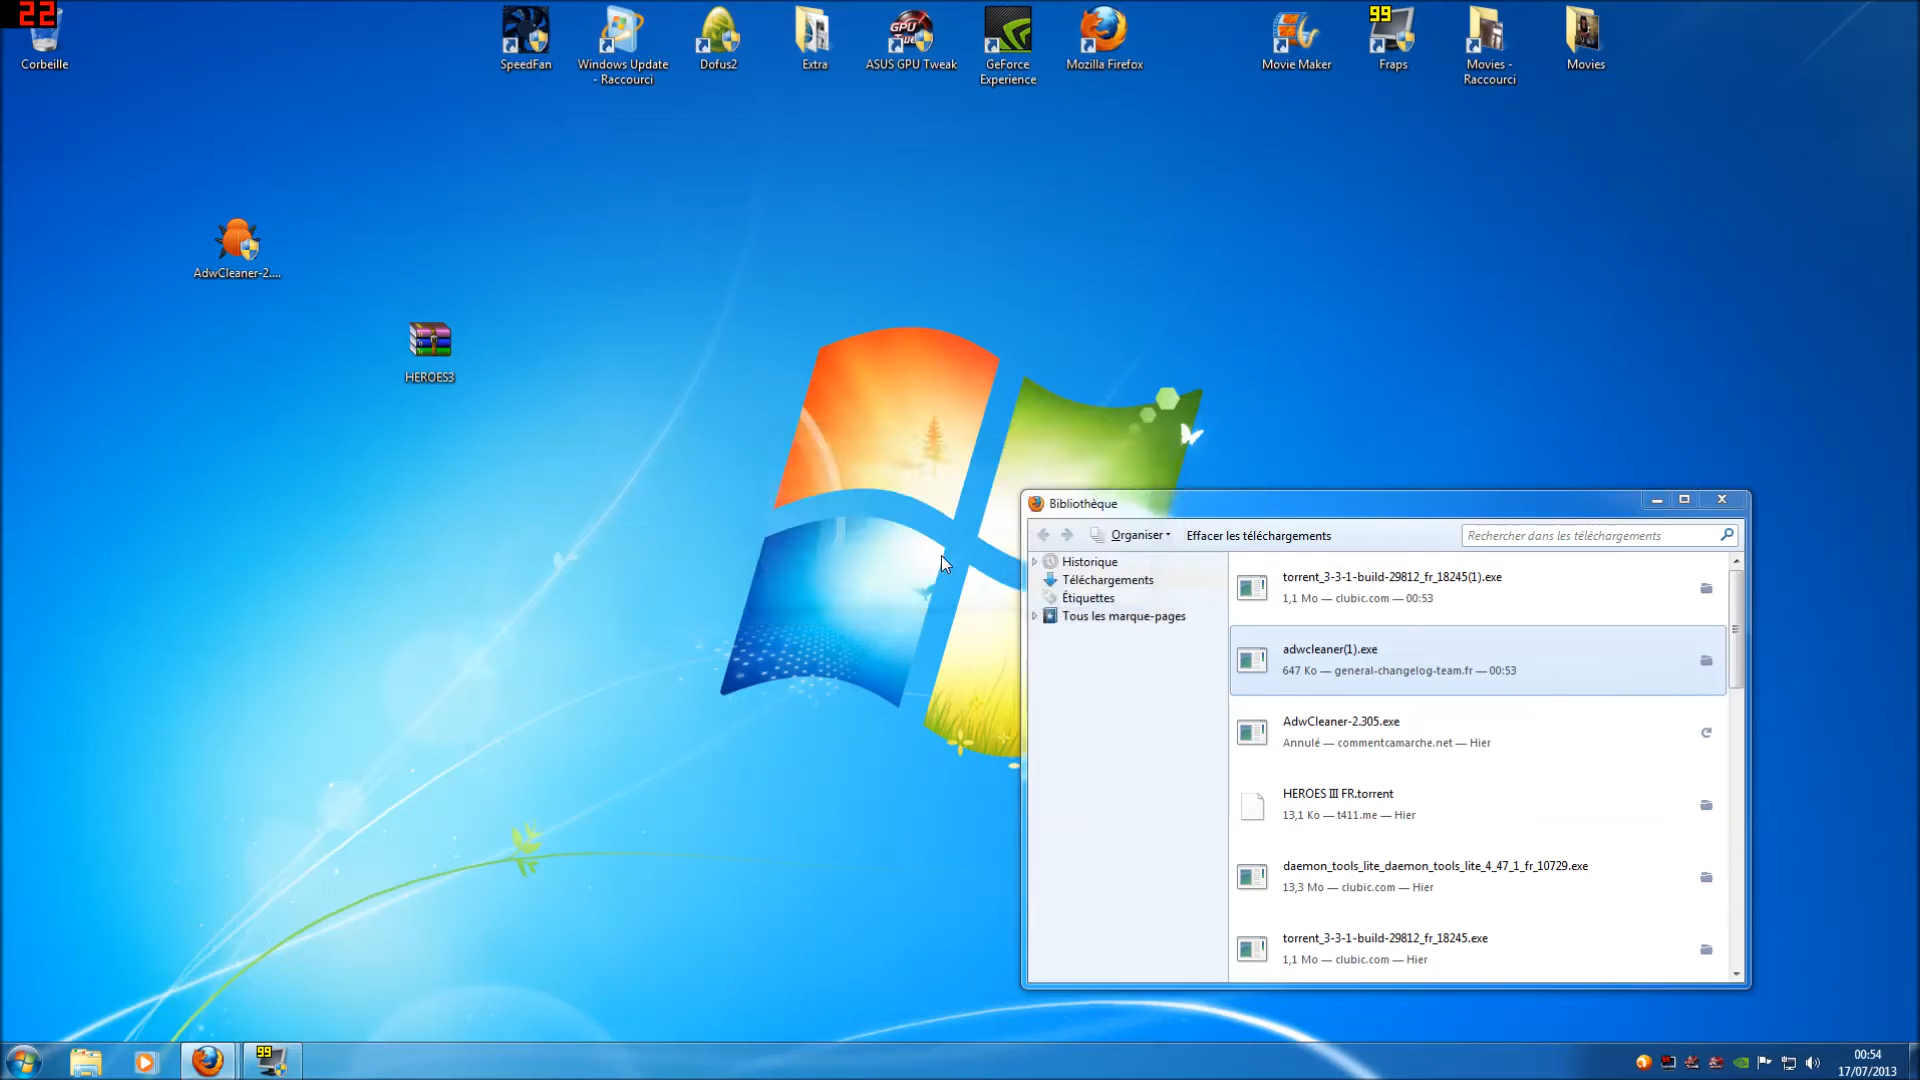 22
Corbeille
SpeedFan
Windows Update
- Raccourci
Dofus2
Extra
GPU
ASUS GPU Tweak
GeForce
Experience
Mozilla Firefox
Movie Maker
99
Fraps
Movies -
Raccourci
Movies
AdwCleaner-2....
HEROES3
Bibliothèque
Organiser
Effacer les téléchargements
Rechercher dans les téléchargements
Historique
Téléchargements
Étiquettes
Tous les marque-pages
torrent_3-3-1-build-29812_fr_18245(1).exe
1,1 Mo — clubic.com — 00:53
adwcleaner(1).exe
647 Ko — general-changelog-team.fr — 00:53
AdwCleaner-2.305.exe
Annulé — commentcamarche.net — Hier
HEROES III FR.torrent
13,1 Ko — t411.me — Hier
daemon_tools_lite_daemon_tools_lite_4_47_1_fr_10729.exe
13,3 Mo — clubic.com — Hier
torrent_3-3-1-build-29812_fr_18245.exe
1,1 Mo — clubic.com — Hier
99
00:54
17/07/2013